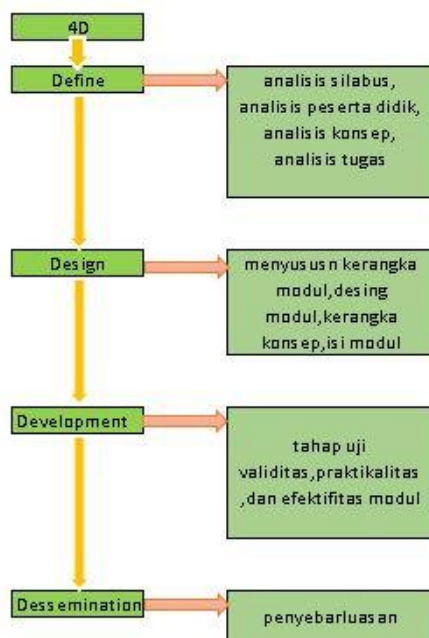 4D
Define
analisis silabus,
analisis peserta didik,
analisis konsep,
analisis tugas
Design
menyususn kerangka
modul,desing
modul,kerangka
konsep,isi modul
Development
tahap uji
validitas,praktikalitas
,dan efektifitas modul
Dessemination
penyebarluasan